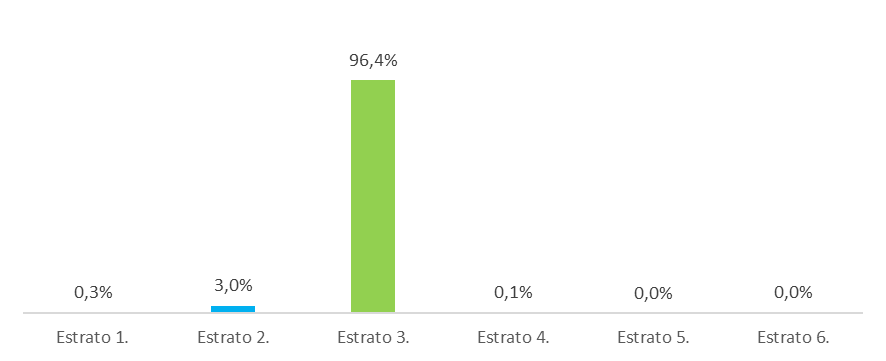 96,4%
0,3%
3,0%
0,1%
0,0%
0,0%
Estrato 1.
Estrato 2.
Estrato 3.
Estrato 4.
Estrato 5.
Estrato 6.